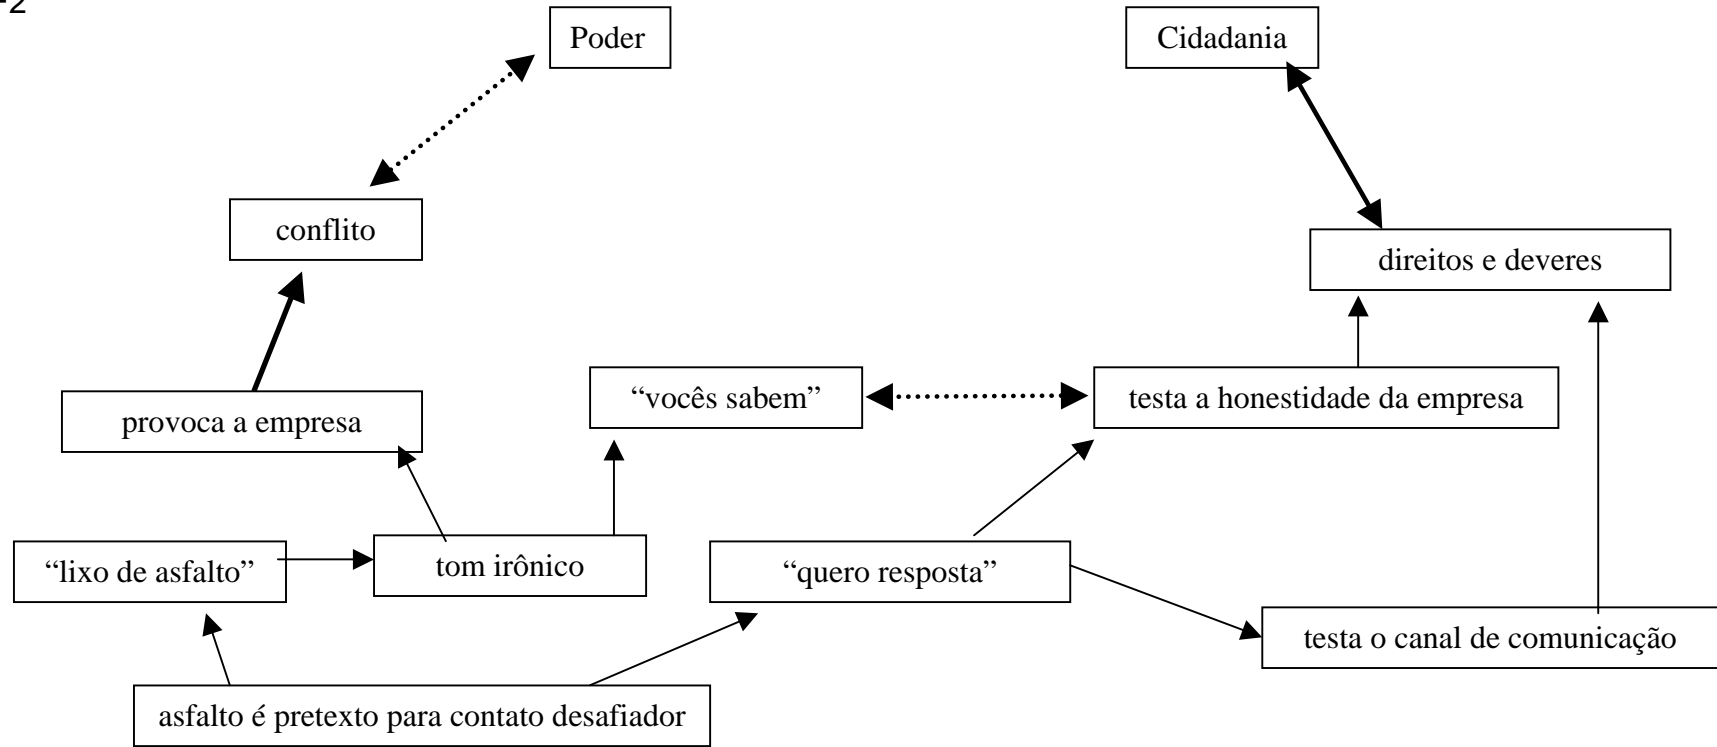 -2
Poder
Cidadania
conflito
direitos e deveres
“vocês sabem”
testa a honestidade da empresa
provoca a empresa
“lixo de asfalto”
tom irônico
“quero resposta”
testa o canal de comunicação
asfalto é pretexto para contato desafiador